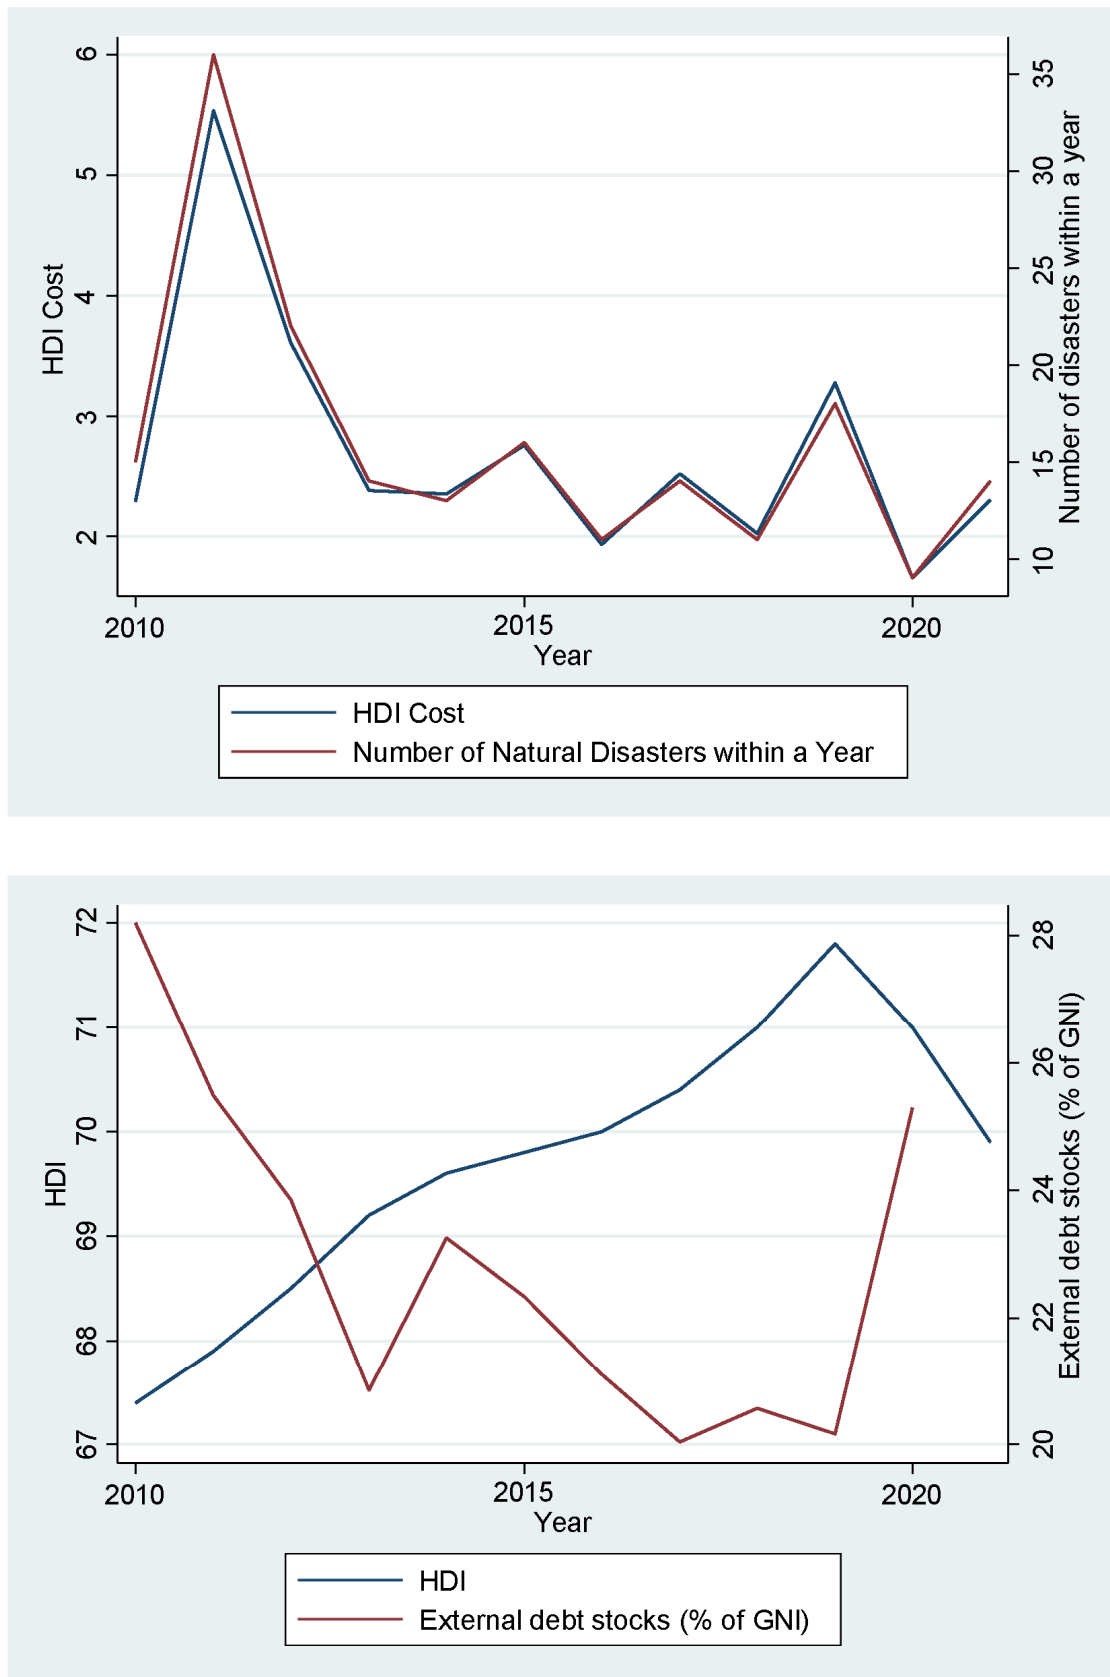 HDI Cost
6
5
4
3
2
35
30
25
20
15
10
Number of disasters within a year
2010
2015
2020
Year
HDI Cost
Number of Natural Disasters within a Year
HDI
72
71
70
69
68
67
28
26
24
22
20
External debt stocks (% of GNI)
2010
2015
2020
Year
HDI
External debt stocks (% of GNI)